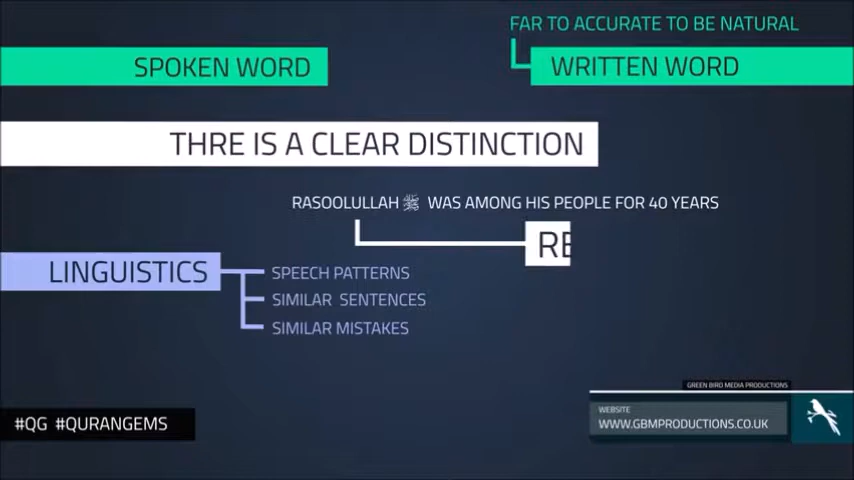 FAR TO ACCURATE TO BE NATURAL
SPOKEN WORD
WRITTEN WORD
THRE IS A CLEAR DISTINCTION
RASOOLULLAH ﷺ WAS AMONG HIS PEOPLE FOR 40 YEARS
RE
LINGUISTICS
SPEECH PATTERNS
SIMILAR SENTENCES
SIMILAR MISTAKES
GREEN BIRD MEDIA PRODUCTIONS
WEBSITE
WWW.GBMPRODUCTIONS.CO.UK
#QG #QURANGEMS